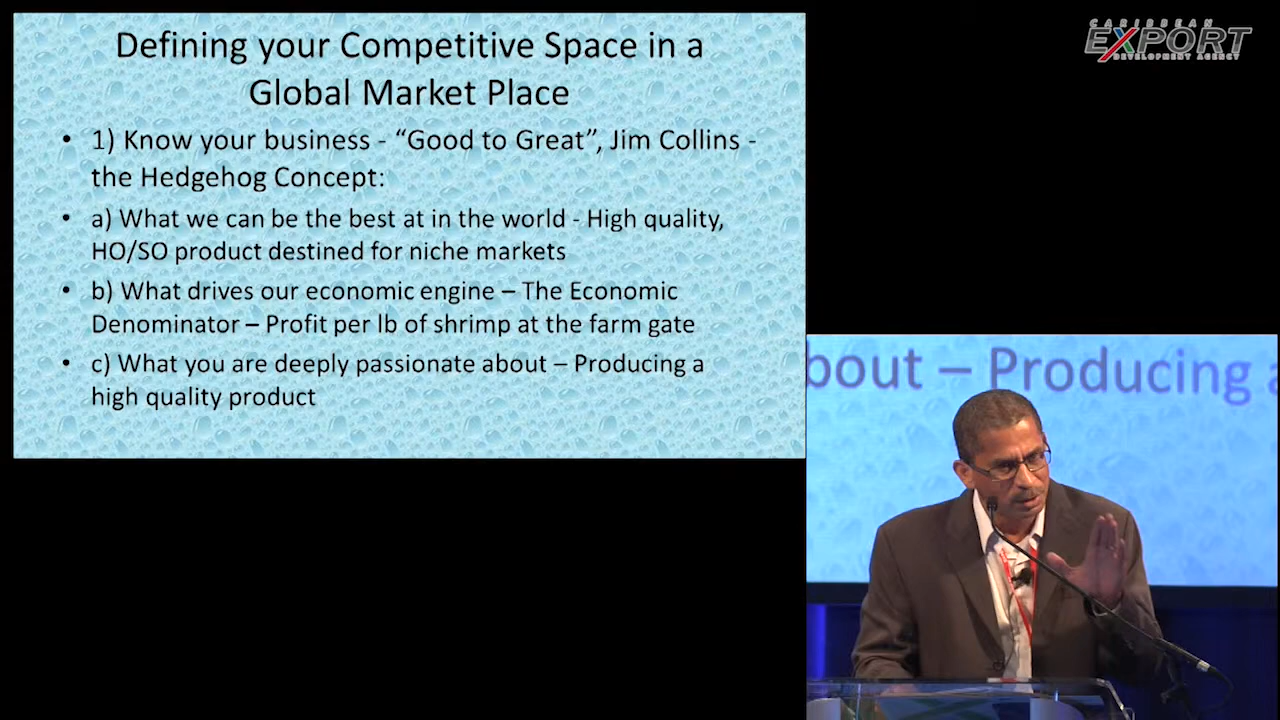 Defining your Competitive Space in a
Global Market Place
• 1) Know your business - “Good to Great”, Jim Collins -
the Hedgehog Concept:
• a) What we can be the best at in the world - High quality,
HO/SO product destined for niche markets
• b) What drives our economic engine – The Economic
Denominator – Profit per lb of shrimp at the farm gate
• c) What you are deeply passionate about – Producing a
high quality product
CARIBBEAN
EXPORT
DEVELOPMENT AGENCY
bout – Producing a